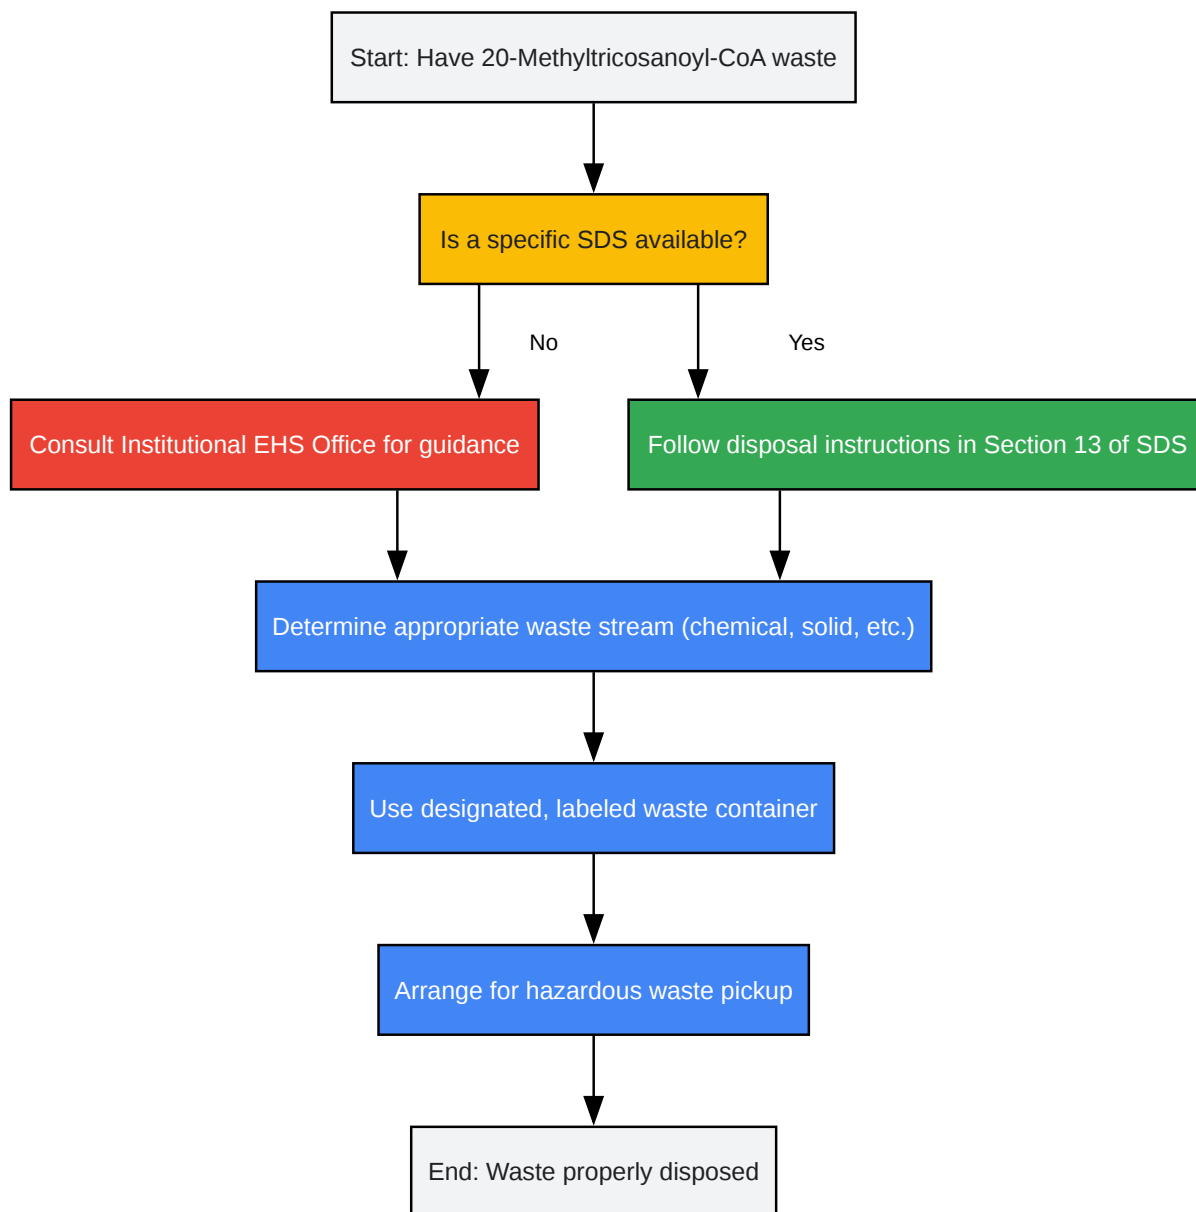 Start: Have 20-Methyltricosanoyl-CoA waste
Is a specific SDS available?
No
Yes
Consult Institutional EHS Office for guidance
Follow disposal instructions in Section 13 of SDS
Determine appropriate waste stream (chemical, solid, etc.)
Use designated, labeled waste container
Arrange for hazardous waste pickup
End: Waste properly disposed